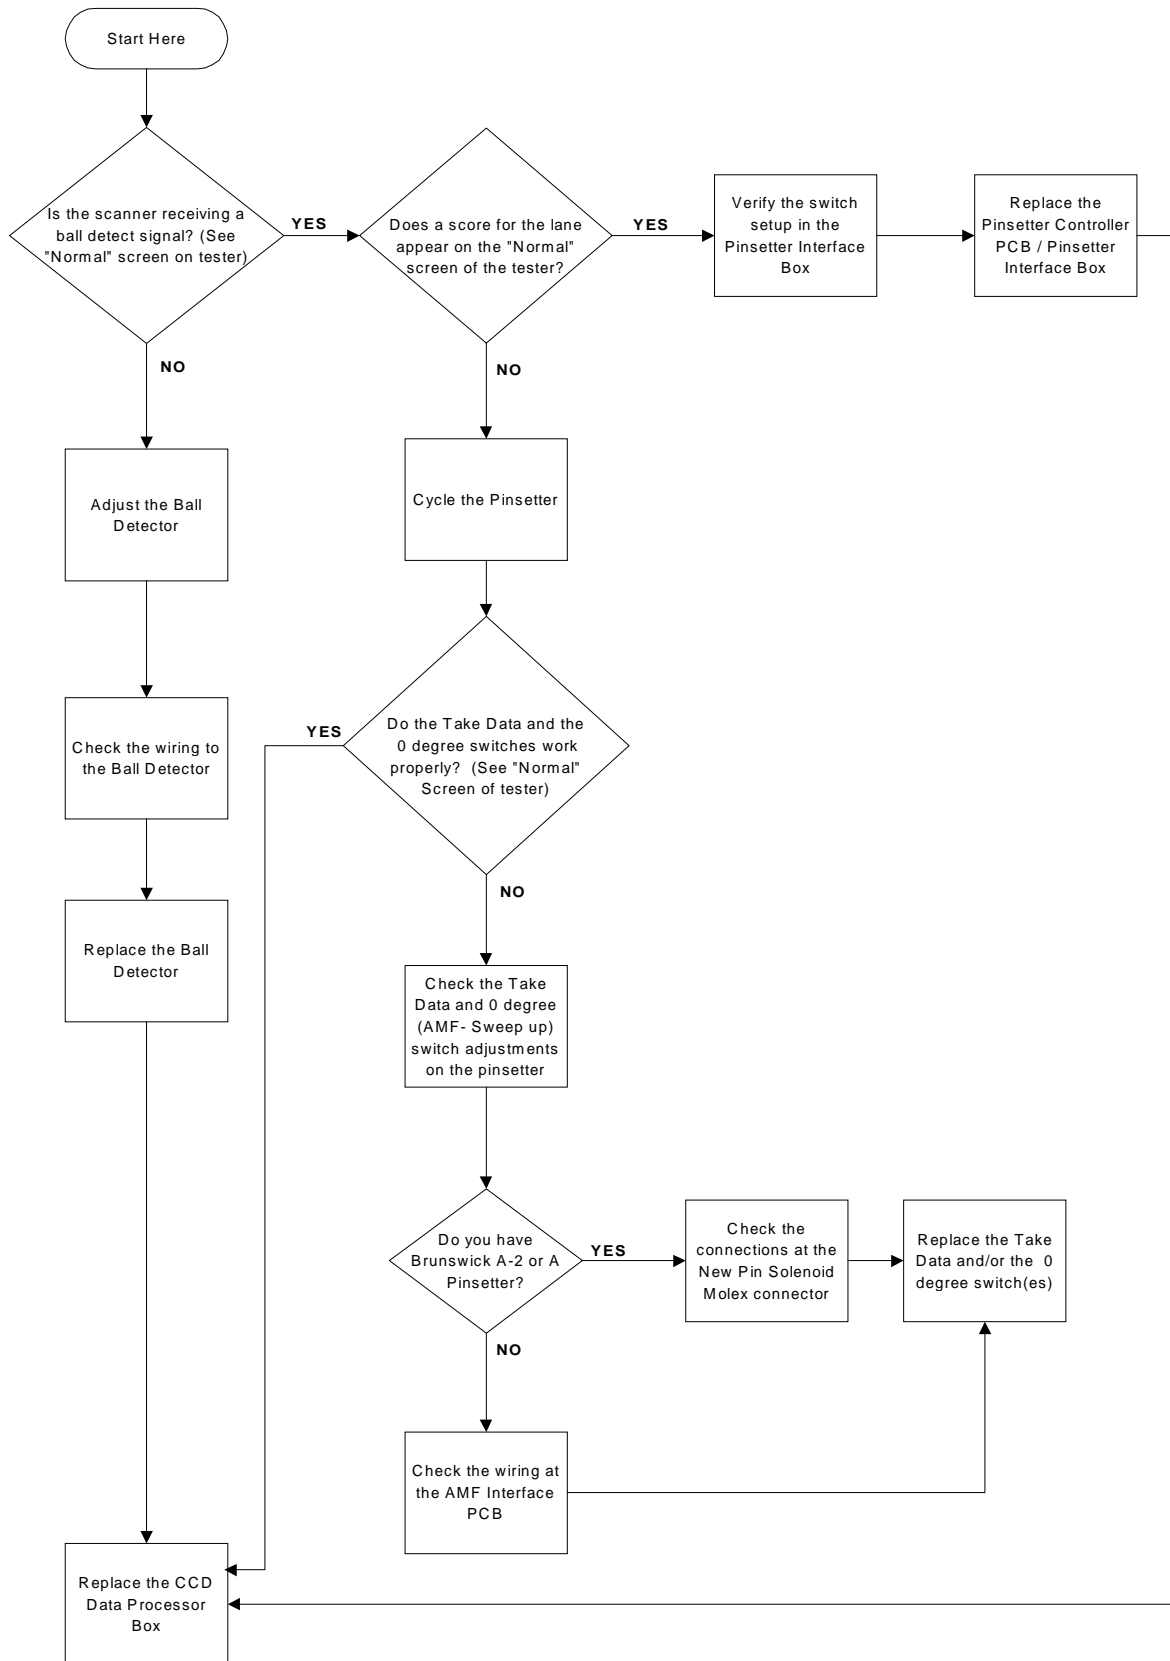 Start Here
Is the scanner receiving a
ball detect signal? (See
"Normal" screen on tester)
YES
NO
Does a score for the lane
appear on the "Normal"
screen of the tester?
YES
NO
Verify the switch
setup in the
Pinsetter Interface
Box
Replace the
Pinsetter Controller
PCB / Pinsetter
Interface Box
Adjust the Ball
Detector
Cycle the Pinsetter
Check the wiring to
the Ball Detector
YES
Do the Take Data and the
0 degree switches work
properly? (See "Normal"
Screen of tester)
NO
Replace the Ball
Detector
Check the Take
Data and 0 degree
(AMF- Sweep up)
switch adjustments
on the pinsetter
Do you have
Brunswick A-2 or A
Pinsetter?
YES
NO
Check the
connections at the
New Pin Solenoid
Molex connector
Replace the Take
Data and/or the 0
degree switch(es)
Check the wiring at
the AMF Interface
PCB
Replace the CCD
Data Processor
Box